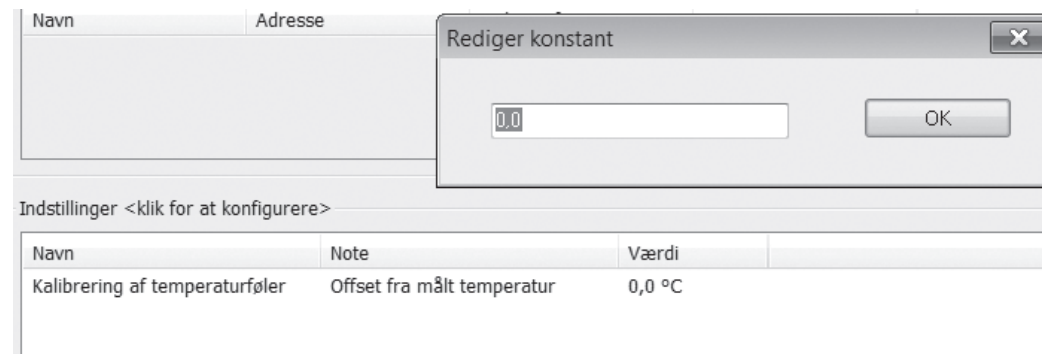 Navn Adresse
Rediger konstant
0,0
OK
Indstillinger <klik for at konfigurere>
Navn Note Værdi
Kalibrering af temperaturføler Offset fra målt temperatur 0,0 ºC